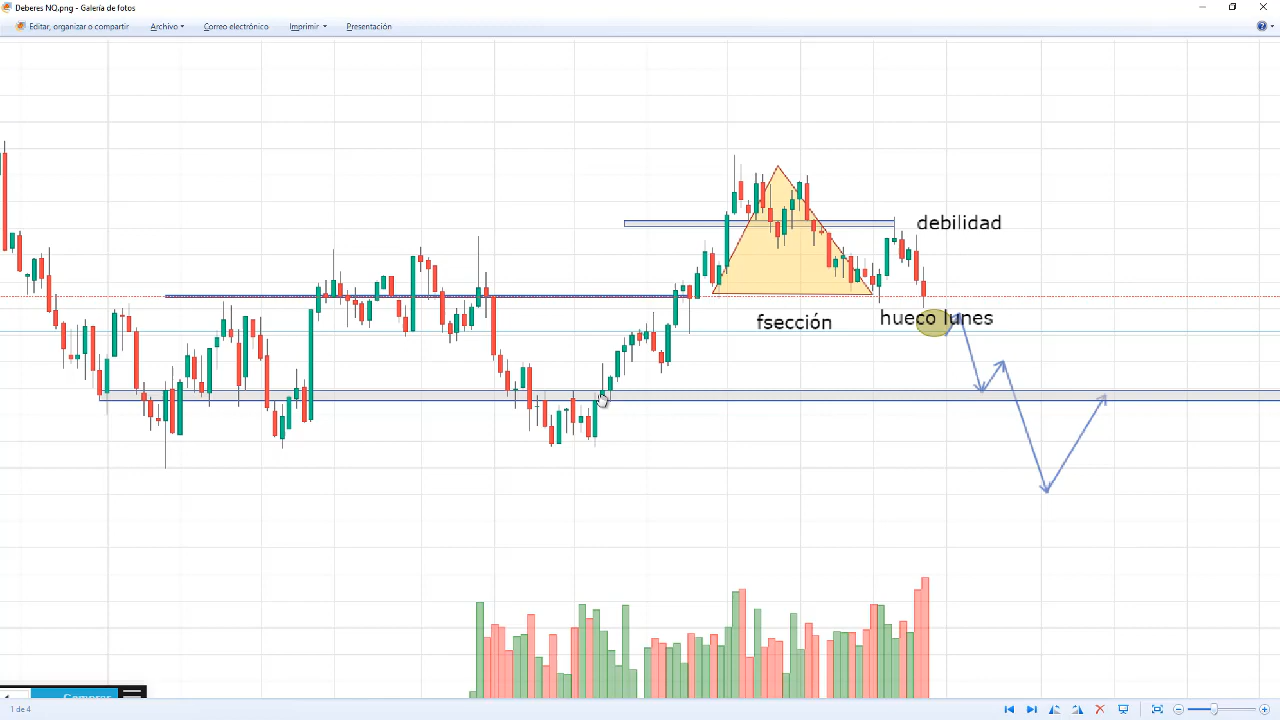 Deberes NQ.png - Galería de fotos
Editar, organizar o compartir Archivo Correo electrónico Imprimir Presentación
debilidad
fsección
hueco lunes
Comprar
1 de 4